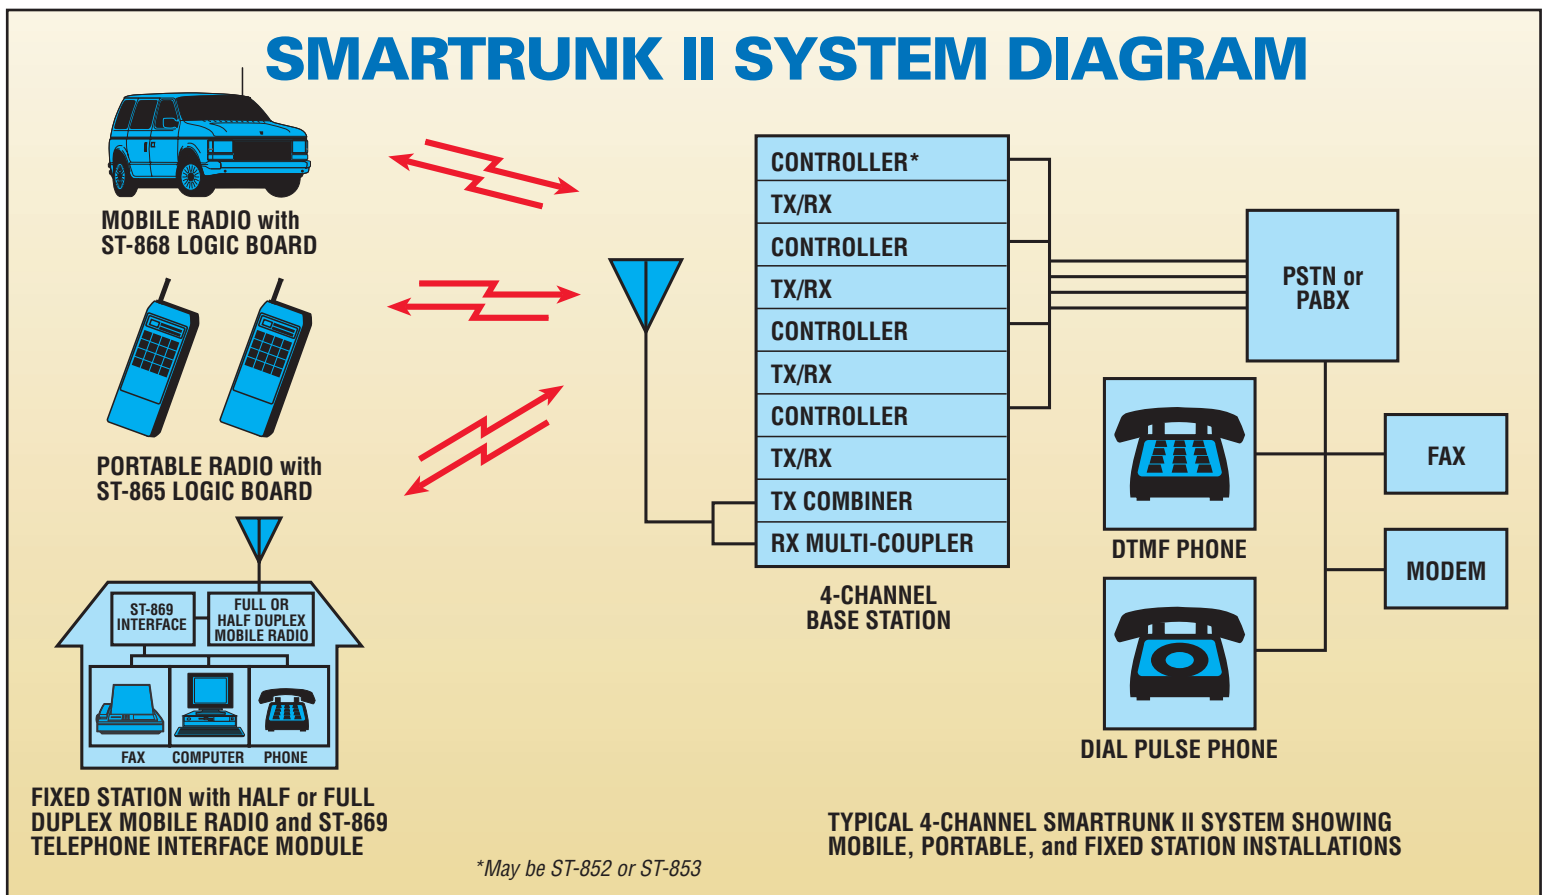 SMARTRUNK II SYSTEM DIAGRAM
MOBILE RADIO with
ST-868 LOGIC BOARD
PORTABLE RADIO with
ST-865 LOGIC BOARD
ST-869
INTERFACE
FULL OR
HALF DUPLEX
MOBILE RADIO
FAX
COMPUTER
PHONE
FIXED STATION with HALF or FULL
DUPLEX MOBILE RADIO and ST-869
TELEPHONE INTERFACE MODULE
*May be ST-852 or ST-853
CONTROLLER*
TX/RX
CONTROLLER
TX/RX
CONTROLLER
TX/RX
CONTROLLER
TX/RX
TX COMBINER
RX MULTI-COUPLER
4-CHANNEL
BASE STATION
PSTN or
PABX
DTMF PHONE
FAX
MODEM
DIAL PULSE PHONE
TYPICAL 4-CHANNEL SMARTRUNK II SYSTEM SHOWING
MOBILE, PORTABLE, and FIXED STATION INSTALLATIONS